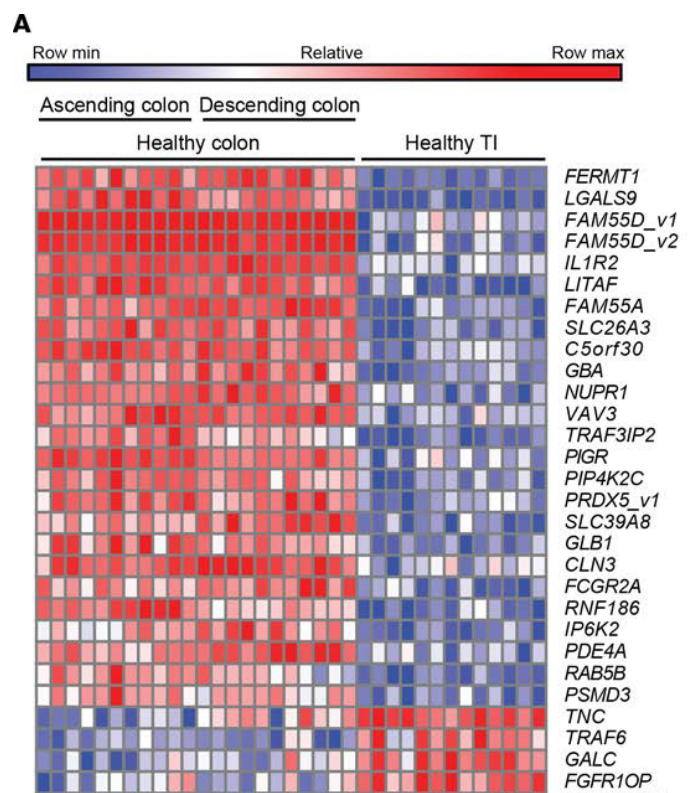 A
Row min Relative Row max
Ascending colon Descending colon
Healthy colon Healthy TI
FERMT1
LGALS9
FAM55D_v1
FAM55D_v2
IL1R2
LITAF
FAM55A
SLC26A3
C5orf30
GBA
NUPR1
VAV3
TRAF3IP2
PIGR
PIP4K2C
PRDX5_v1
SLC39A8
GLB1
CLN3
FCGR2A
RNF186
IP6K2
PDE4A
RAB5B
PSMD3
TNC
TRAF6
GALC
FGFR1OP